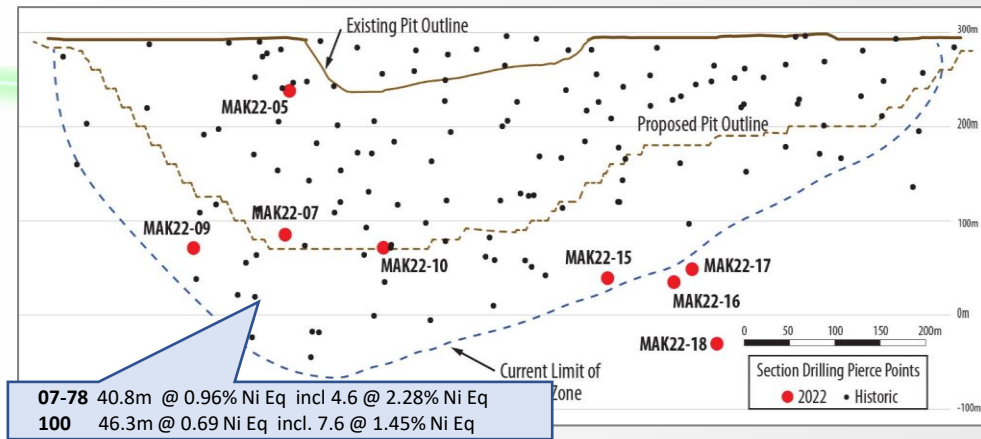 Existing Pit Outline
300m
MAK22-05
Proposed Pit Outline
200m
MAK22-09
MAK22-07
100m
MAK22-10
MAK22-15
MAK22-17
MAK22-16
0m
MAK22-18
0 50 100 150 200m
Current Limit of
Zone
Section Drilling Pierce Points
2022 Historic
-100m
07-78 40.8m @ 0.96% Ni Eq incl 4.6 @ 2.28% Ni Eq
100 46.3m @ 0.69 Ni Eq incl. 7.6 @ 1.45% Ni Eq